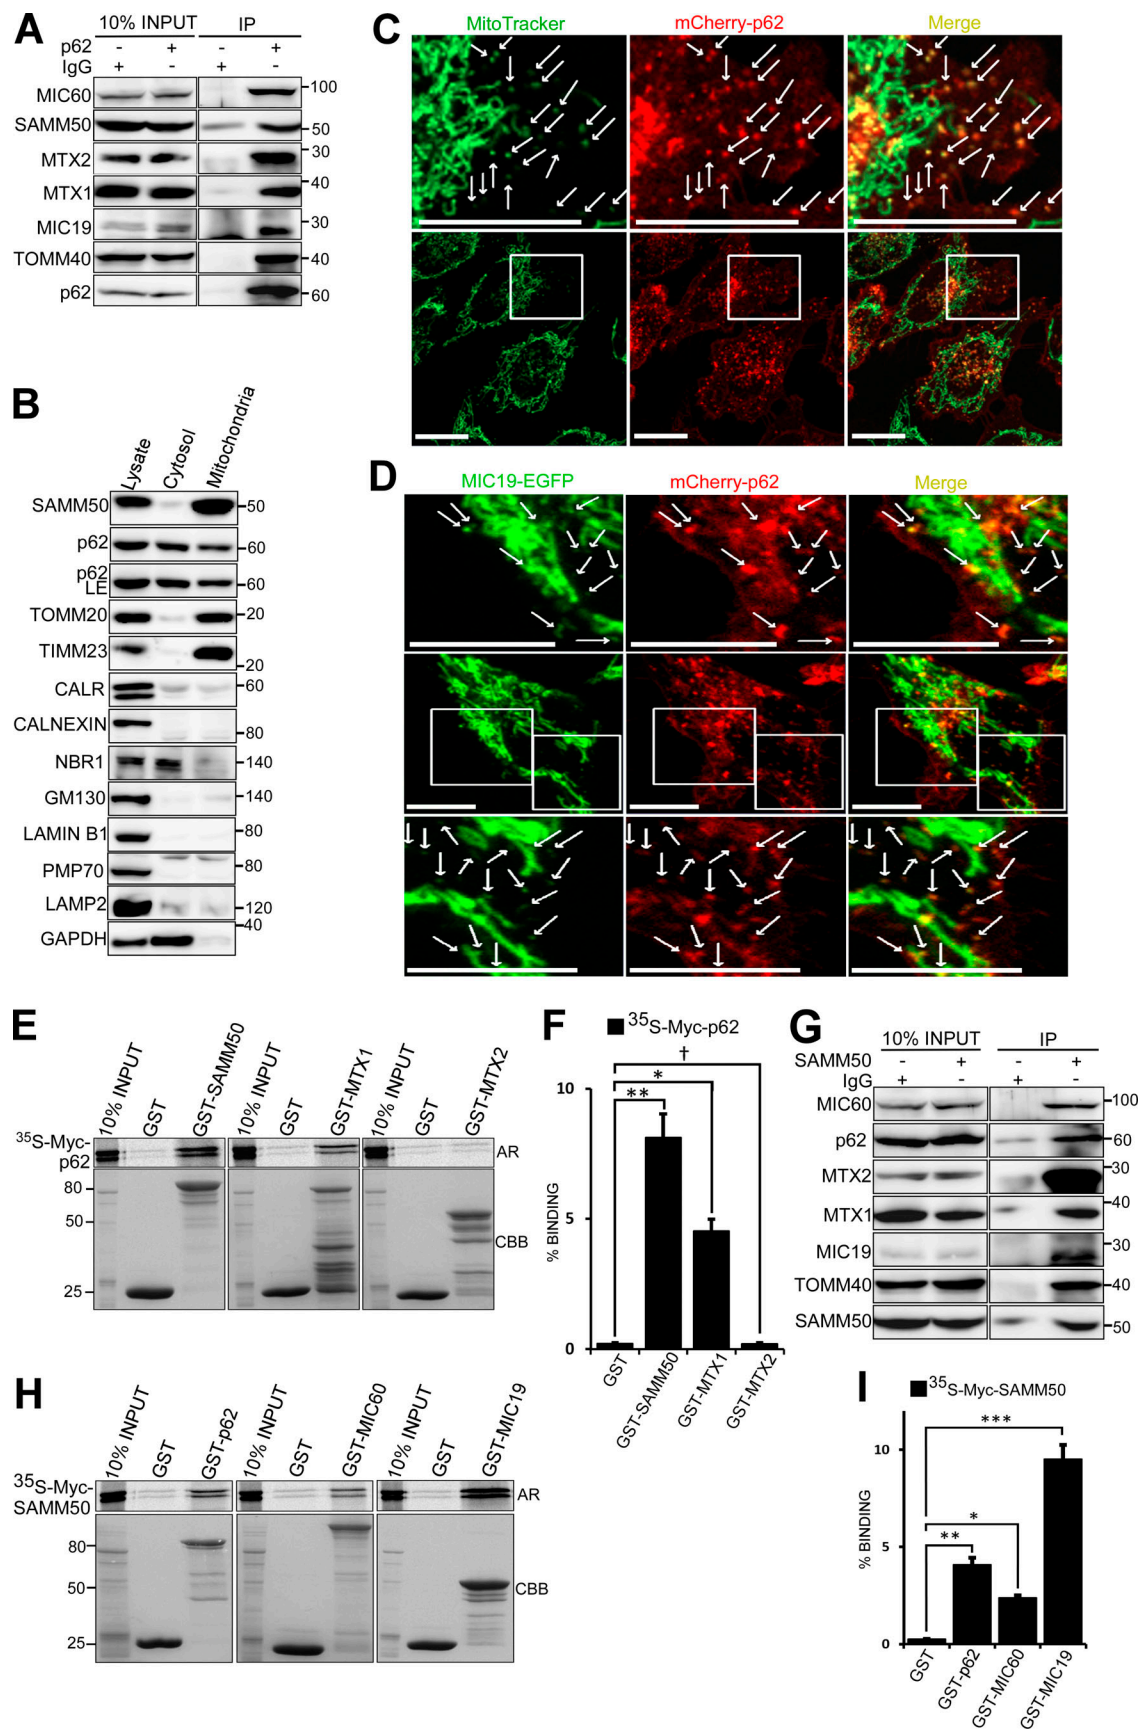 A
10% INPUT IP
p62 - + - +
IgG + - + -
MIC60 100
SAMM50 50
MTX2 30
MTX1 40
MIC19 30
TOMM40 40
p62 60
B
Lysate Cytosol Mitochondria
SAMM50 50
p62 60
p62 LE 60
TOMM20 20
TIMM23 20
CALR 60
CALNEXIN 80
NBR1 140
GM130 140
LAMIN B1 80
PMP70 80
LAMP2 120
40
GAPDH
C
MitoTracker mCherry-p62 Merge
D
MIC19-EGFP mCherry-p62 Merge
E
10% INPUT GST GST-SAMM50 10% INPUT GST GST-MTX1 10% INPUT GST GST-MTX2
35S-Myc-p62 AR
80
50
CBB
25
F
35S-Myc-p62
†
*
**
10
5
0
% BINDING
GST GST-SAMM50 GST-MTX1 GST-MTX2
G
10% INPUT IP
SAMM50 - + - +
IgG + - + -
MIC60 100
p62 60
MTX2 30
MTX1 40
MIC19 30
TOMM40 40
SAMM50 50
H
10% INPUT GST GST-p62 10% INPUT GST GST-MIC60 10% INPUT GST GST-MIC19
35S-Myc-
SAMM50 AR
80
50 CBB
25
I
35S-Myc-SAMM50
***
*
**
10
5
0
% BINDING
GST GST-p62 GST-MIC60 GST-MIC19